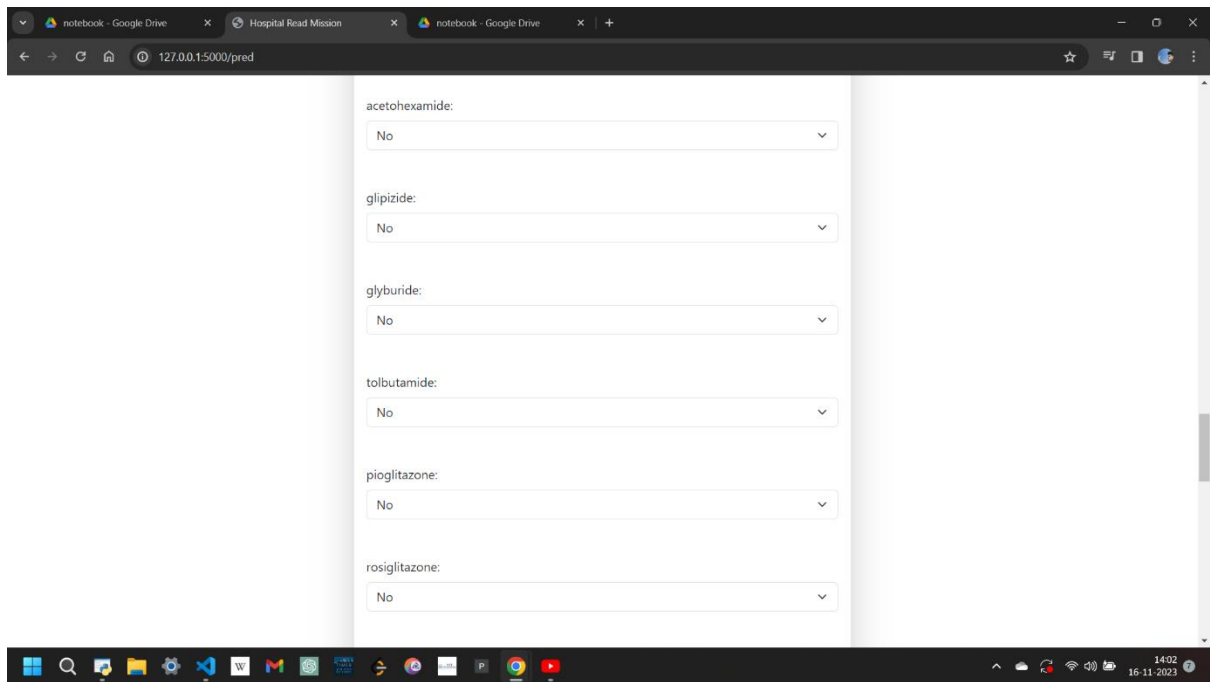 notebook - Google Drive
Hospital Read Mission
notebook - Google Drive
127.0.0.1:5000/pred
acetohexamide:
No
glipizide:
No
glyburide:
No
tolbutamide:
No
pioglitazone:
No
rosiglitazone:
No
W
P
14:02
16-11-2023
7